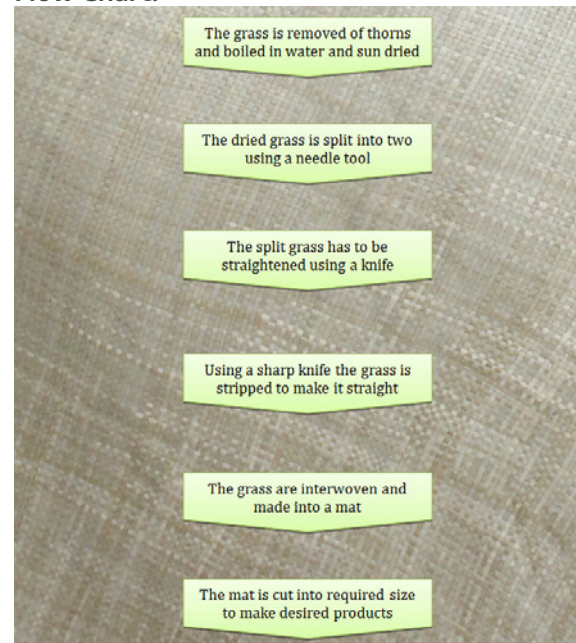 The grass is removed of thorns
and boiled in water and sun dried
The dried grass is split into two
using a needle tool
The split grass has to be
straightened using a knife
Using a sharp knife the grass is
stripped to make it straight
The grass are interwoven and
made into a mat
The mat is cut into required size
to make desired products